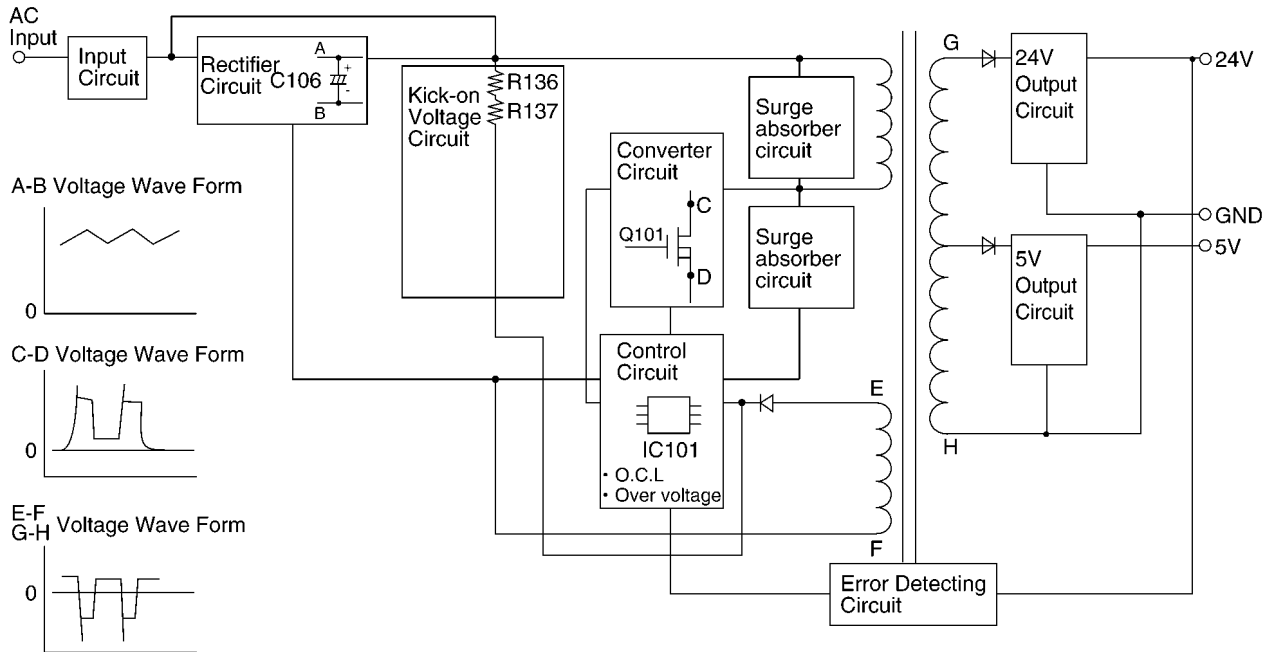 AC
Input
Input
Circuit
Rectifier
Circuit
A
C106
+
-
B
R136
R137
Kick-on
Voltage
Circuit
Surge
absorber
circuit
Converter
Circuit
C
Q101
D
Surge
absorber
circuit
Control
Circuit
IC101
• O.C.L
• Over voltage
E
F
G
H
24V
Output
Circuit
24V
GND
5V
5V
Output
Circuit
Error Detecting
Circuit
A-B Voltage Wave Form
0
C-D Voltage Wave Form
0
E-F
G-H Voltage Wave Form
0